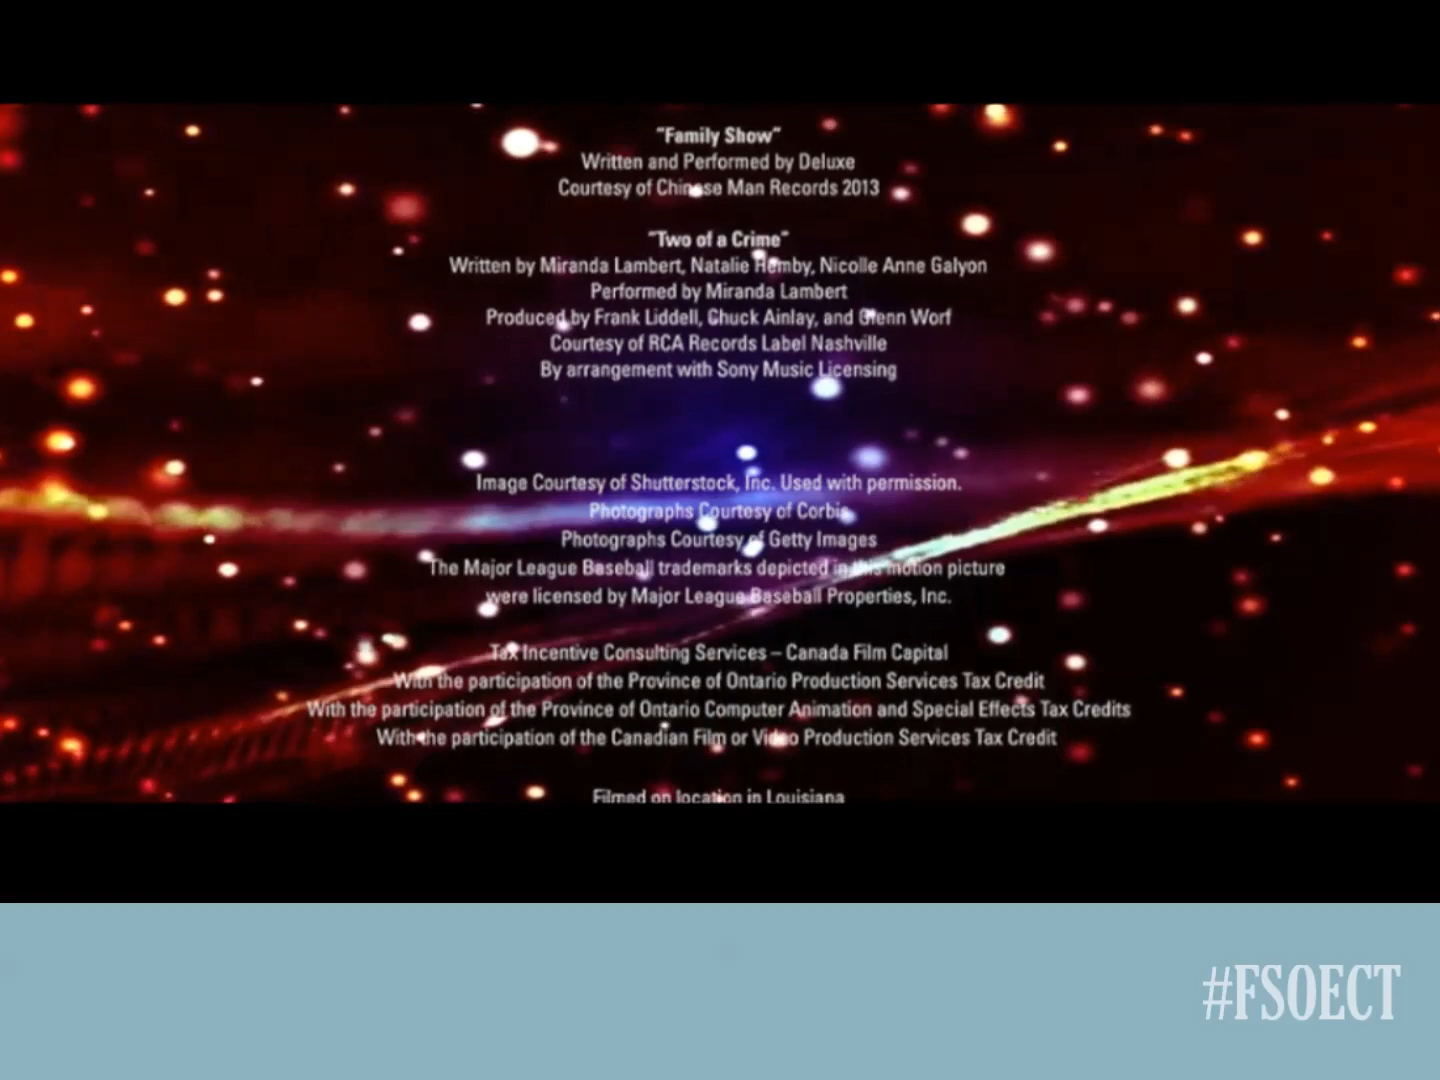 "Family Show"
Written and Performed by Deluxe
Courtesy of Chinese Man Records 2013
"Two of a Crime"
Written by Miranda Lambert, Natalie Hemby, Nicolle Anne Galyon
Performed by Miranda Lambert
Produced by Frank Liddell, Chuck Ainlay, and Glenn Worf
Courtesy of RCA Records Label Nashville
By arrangement with Sony Music Licensing
Image Courtesy of Shutterstock, Inc. Used with permission.
Photographs Courtesy of Corbis
Photographs Courtesy of Getty Images
The Major League Baseball trademarks depicted in this motion picture
were licensed by Major League Baseball Properties, Inc.
Tax Incentive Consulting Services – Canada Film Capital
With the participation of the Province of Ontario Production Services Tax Credit
With the participation of the Province of Ontario Computer Animation and Special Effects Tax Credits
With the participation of the Canadian Film or Video Production Services Tax Credit
Filmed on location in Louisiana
#FSOECT